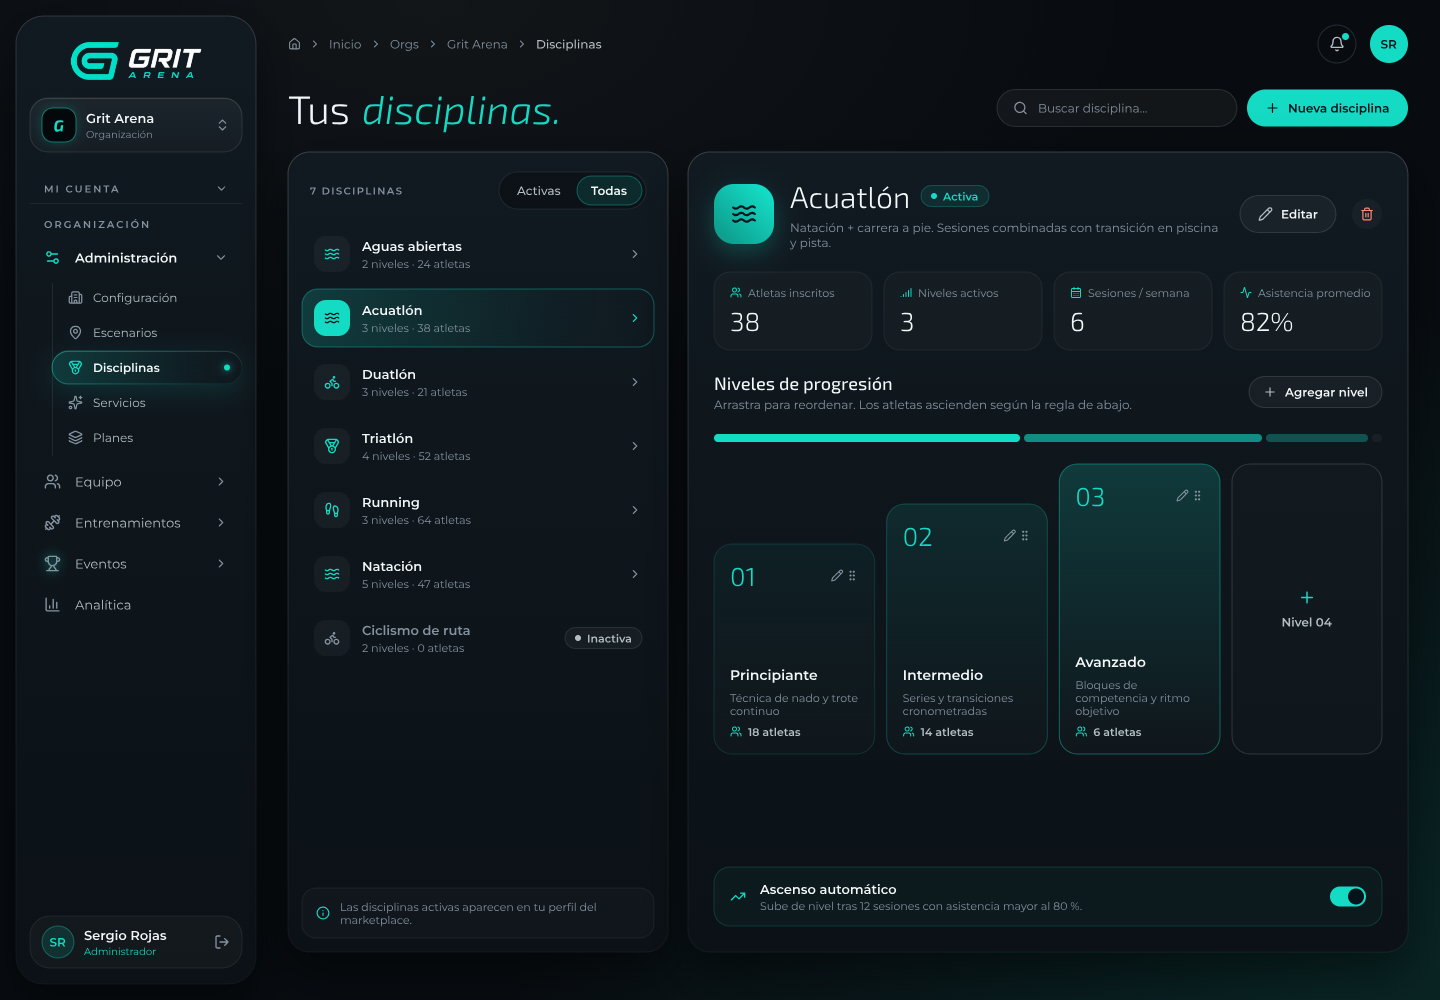 GRIT
ARENA
G
Grit Arena
Organización
MI CUENTA
ORGANIZACIÓN
Administración
Configuración
Escenarios
Disciplinas
Servicios
Planes
Equipo
Entrenamientos
Eventos
Analítica
SR
Sergio Rojas
Administrador
Inicio
Orgs
Grit Arena
Disciplinas
SR
Tus disciplinas.
Buscar disciplina...
Nueva disciplina
7 DISCIPLINAS
Activas
Todas
Aguas abiertas
2 niveles · 24 atletas
Acuatlón
3 niveles · 38 atletas
Duatlón
3 niveles · 21 atletas
Triatlón
4 niveles · 52 atletas
Running
3 niveles · 64 atletas
Natación
5 niveles · 47 atletas
Ciclismo de ruta
2 niveles · 0 atletas
Inactiva
Las disciplinas activas aparecen en tu perfil del
marketplace.
Acuatlón
Activa
Natación + carrera a pie. Sesiones combinadas con transición en piscina
y pista.
Editar
Atletas inscritos
38
Niveles activos
3
Sesiones / semana
6
Asistencia promedio
82%
Niveles de progresión
Arrastra para reordenar. Los atletas ascienden según la regla de abajo.
Agregar nivel
01
Principiante
Técnica de nado y trote
continuo
18 atletas
02
Intermedio
Series y transiciones
cronometradas
14 atletas
03
Avanzado
Bloques de
competencia y ritmo
objetivo
6 atletas
Nivel 04
Ascenso automático
Sube de nivel tras 12 sesiones con asistencia mayor al 80 %.